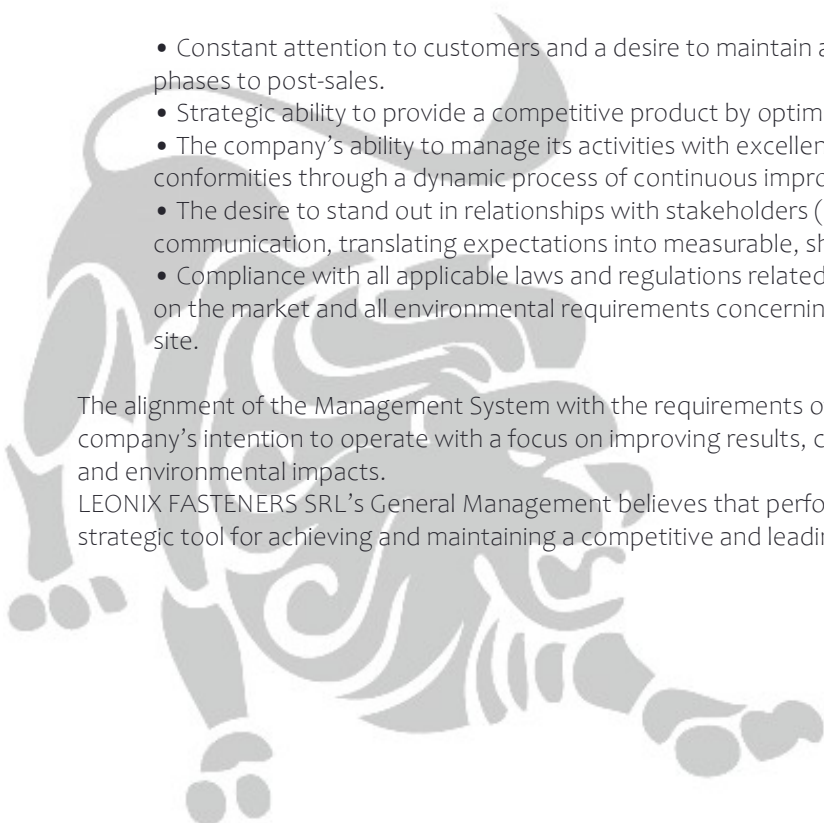 • Constant attention to customers and a desire to maintain a
phases to post-sales.
• Strategic ability to provide a competitive product by optim
• The company's ability to manage its activities with excellen
conformities through a dynamic process of continuous impro
• The desire to stand out in relationships with stakeholders (
communication, translating expectations into measurable, sh
• Compliance with all applicable laws and regulations related
on the market and all environmental requirements concernin
site.
The alignment of the Management System with the requirements o
company's intention to operate with a focus on improving results, c
and environmental impacts.
LEONIX FASTENERS SRL's General Management believes that perfo
strategic tool for achieving and maintaining a competitive and leadin